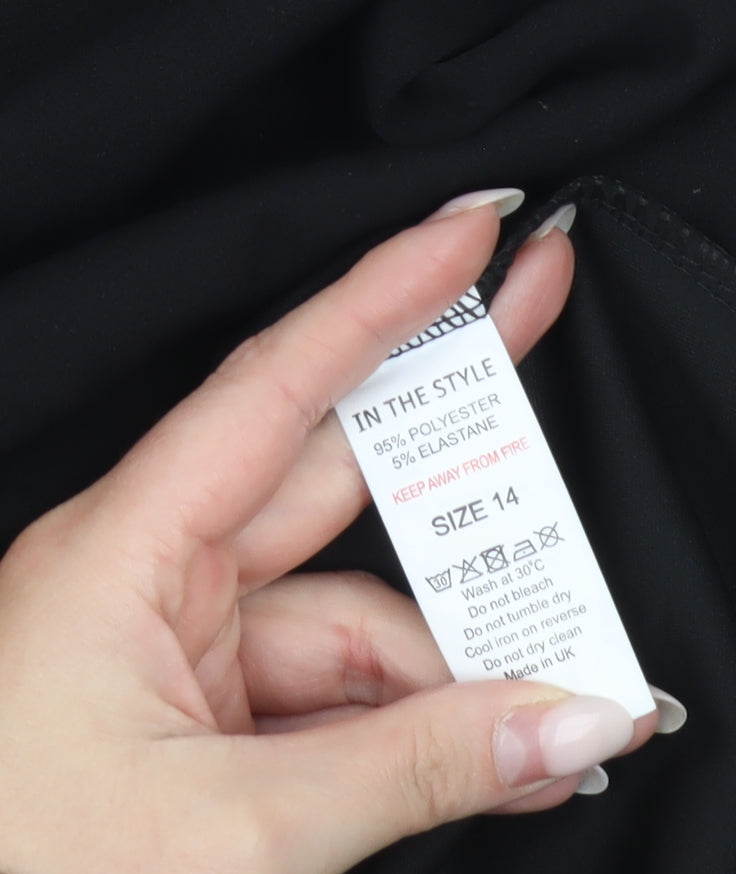 IN THE STYLE
95% POLYESTER
5% ELASTANE
KEEP AWAY FROM FIRE
SIZE 14
30
Wash at 30°C
Do not bleach
Do not tumble dry
Cool iron on reverse
Do not dry clean
Made in UK